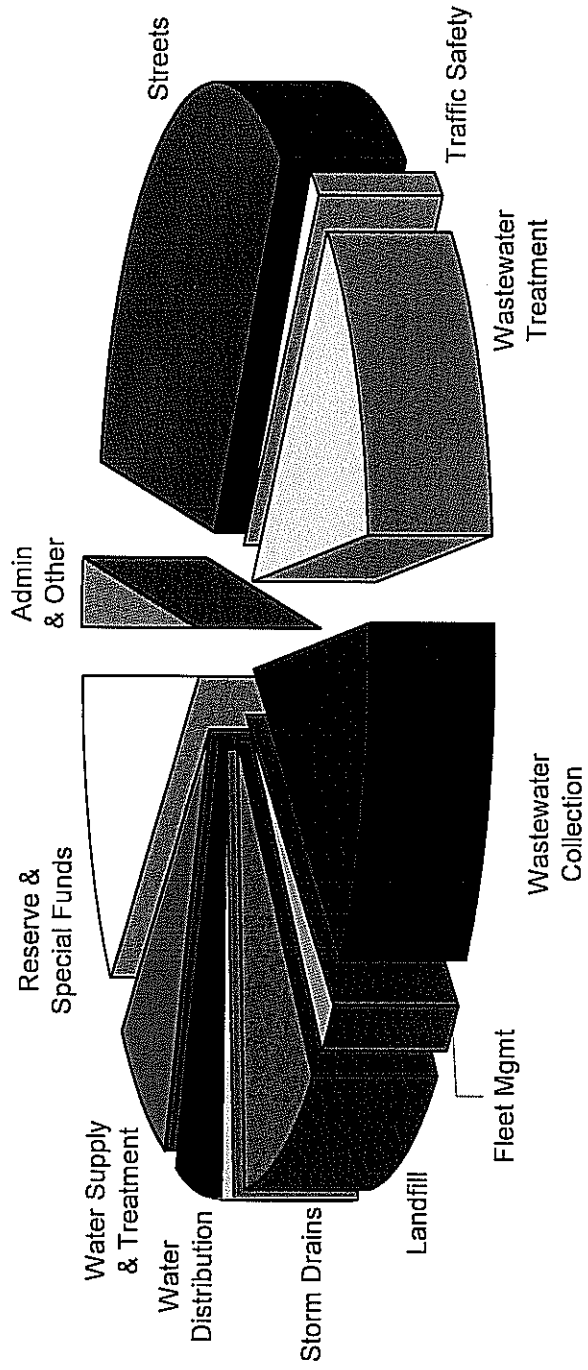 Streets
Traffic Safety
Wastewater
Treatment
Admin
& Other
Reserve &
Special Funds
Wastewater
Collection
Water Supply
& Treatment
Water
Distribution
Storm Drains
Landfill
Fleet Mgmt